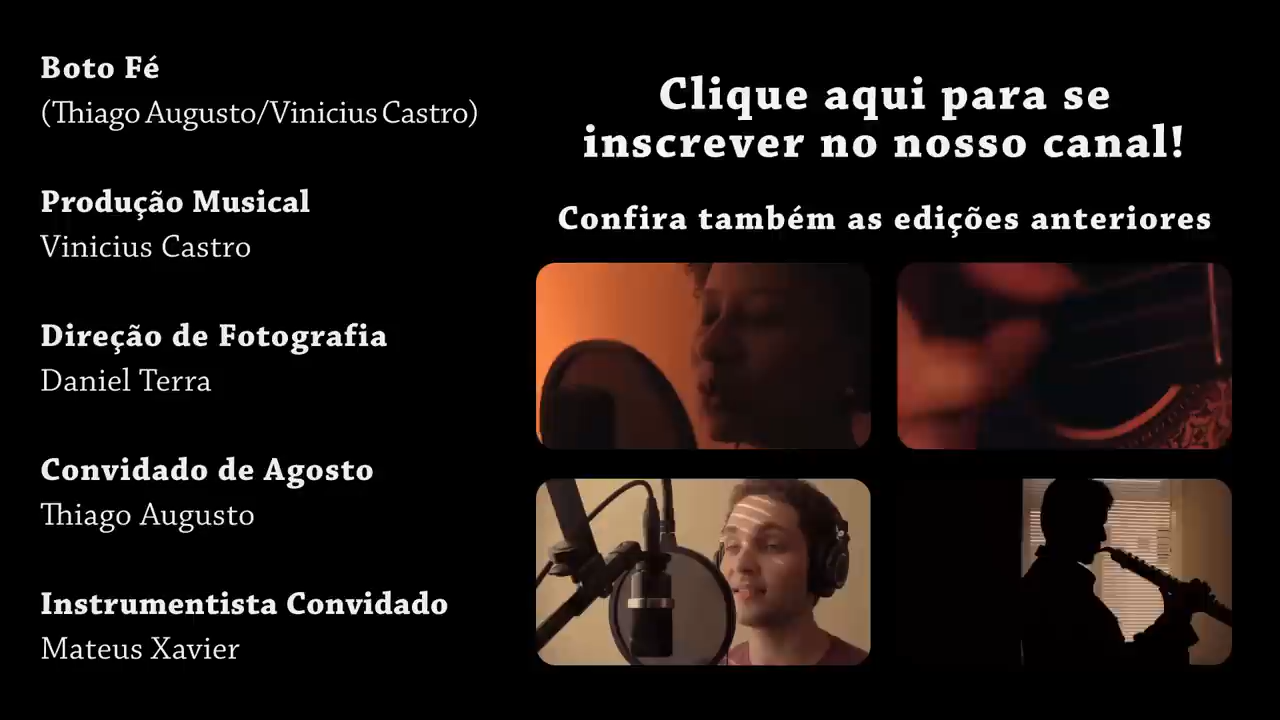 Boto Fé
(Thiago Augusto/Vinicius Castro)
Produção Musical
Vinicius Castro
Direção de Fotografia
Daniel Terra
Convidado de Agosto
Thiago Augusto
Instrumentista Convidado
Mateus Xavier
Clique aqui para se
inscrever no nosso canal!
Confira também as edições anteriores